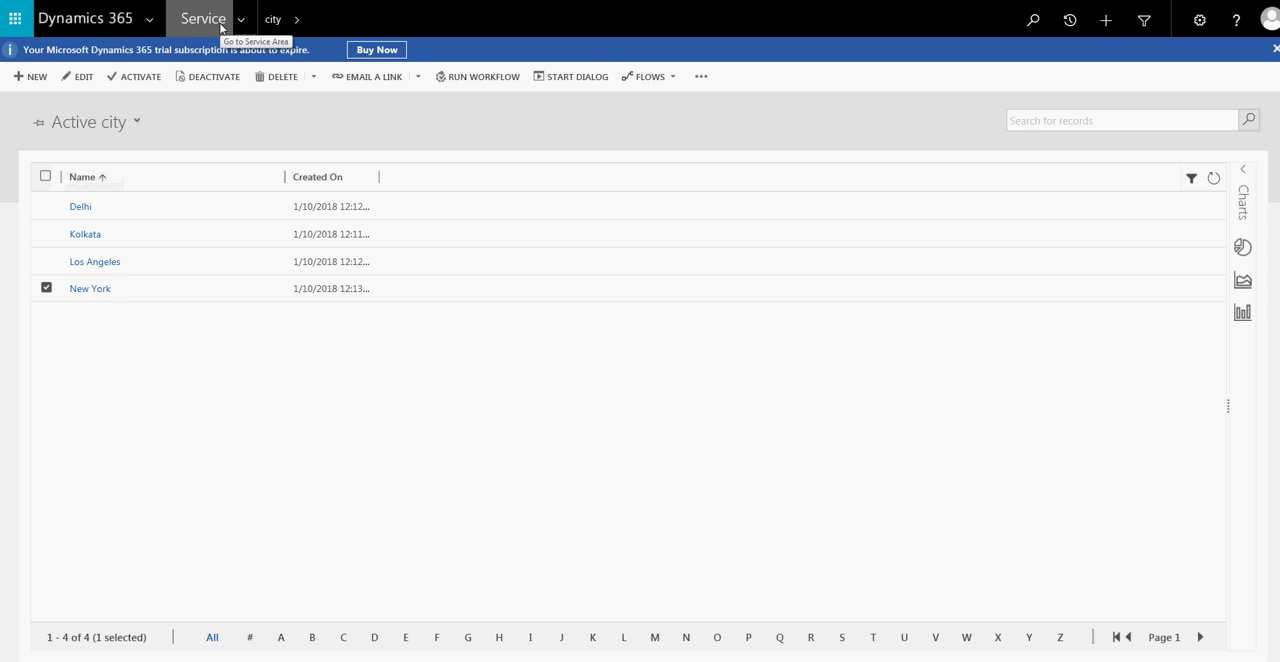 Dynamics 365 Service city
Go to Service Area
Your Microsoft Dynamics 365 trial subscription is about to expire. Buy Now
NEW EDIT ACTIVATE DEACTIVATE DELETE EMAIL A LINK RUN WORKFLOW START DIALOG FLOWS ...
Active city
Search for records
Name Created On
Charts
Delhi 1/10/2018 12:12...
Kolkata 1/10/2018 12:11...
Los Angeles 1/10/2018 12:12...
New York 1/10/2018 12:13...
1 - 4 of 4 (1 selected) All # A B C D E F G H I J K L M N O P Q R S T U V W X Y Z Page 1